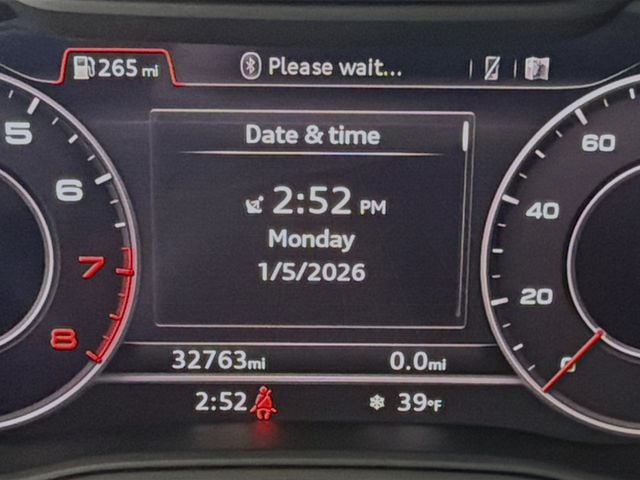 265 mi
Please wait...
Date & time
2:52 PM
Monday
1/5/2026
5
6
7
8
60
40
20
0
32763mi
0.0mi
2:52
39°F